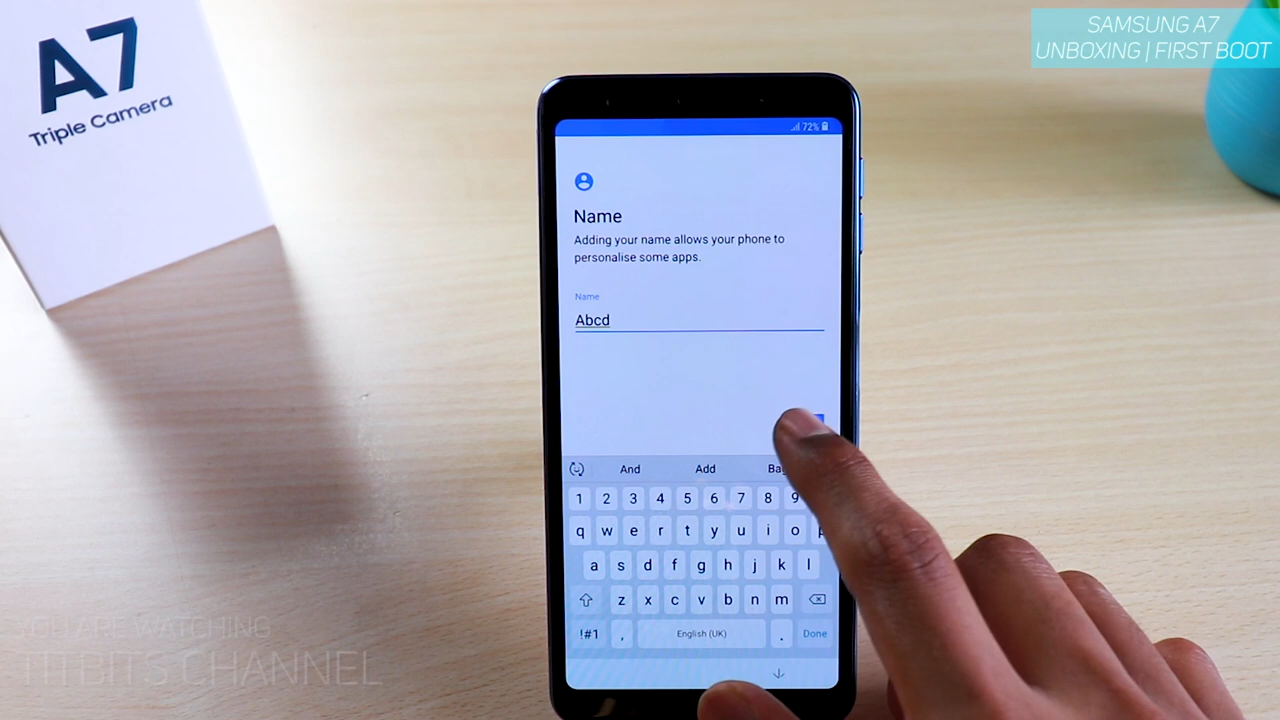 A7
Triple Camera
SAMSUNG A7
UNBOXING | FIRST BOOT
72%
Name
Adding your name allows your phone to
personalise some apps.
Name
Abcd
And Add
1 2 3 4 5 6 7 8 9
q w e r t y u i o p
a s d f g h j k l
z x c v b n m
!#1 , English (UK) . Done
YOU ARE WATCHING
TITBITS CHANNEL